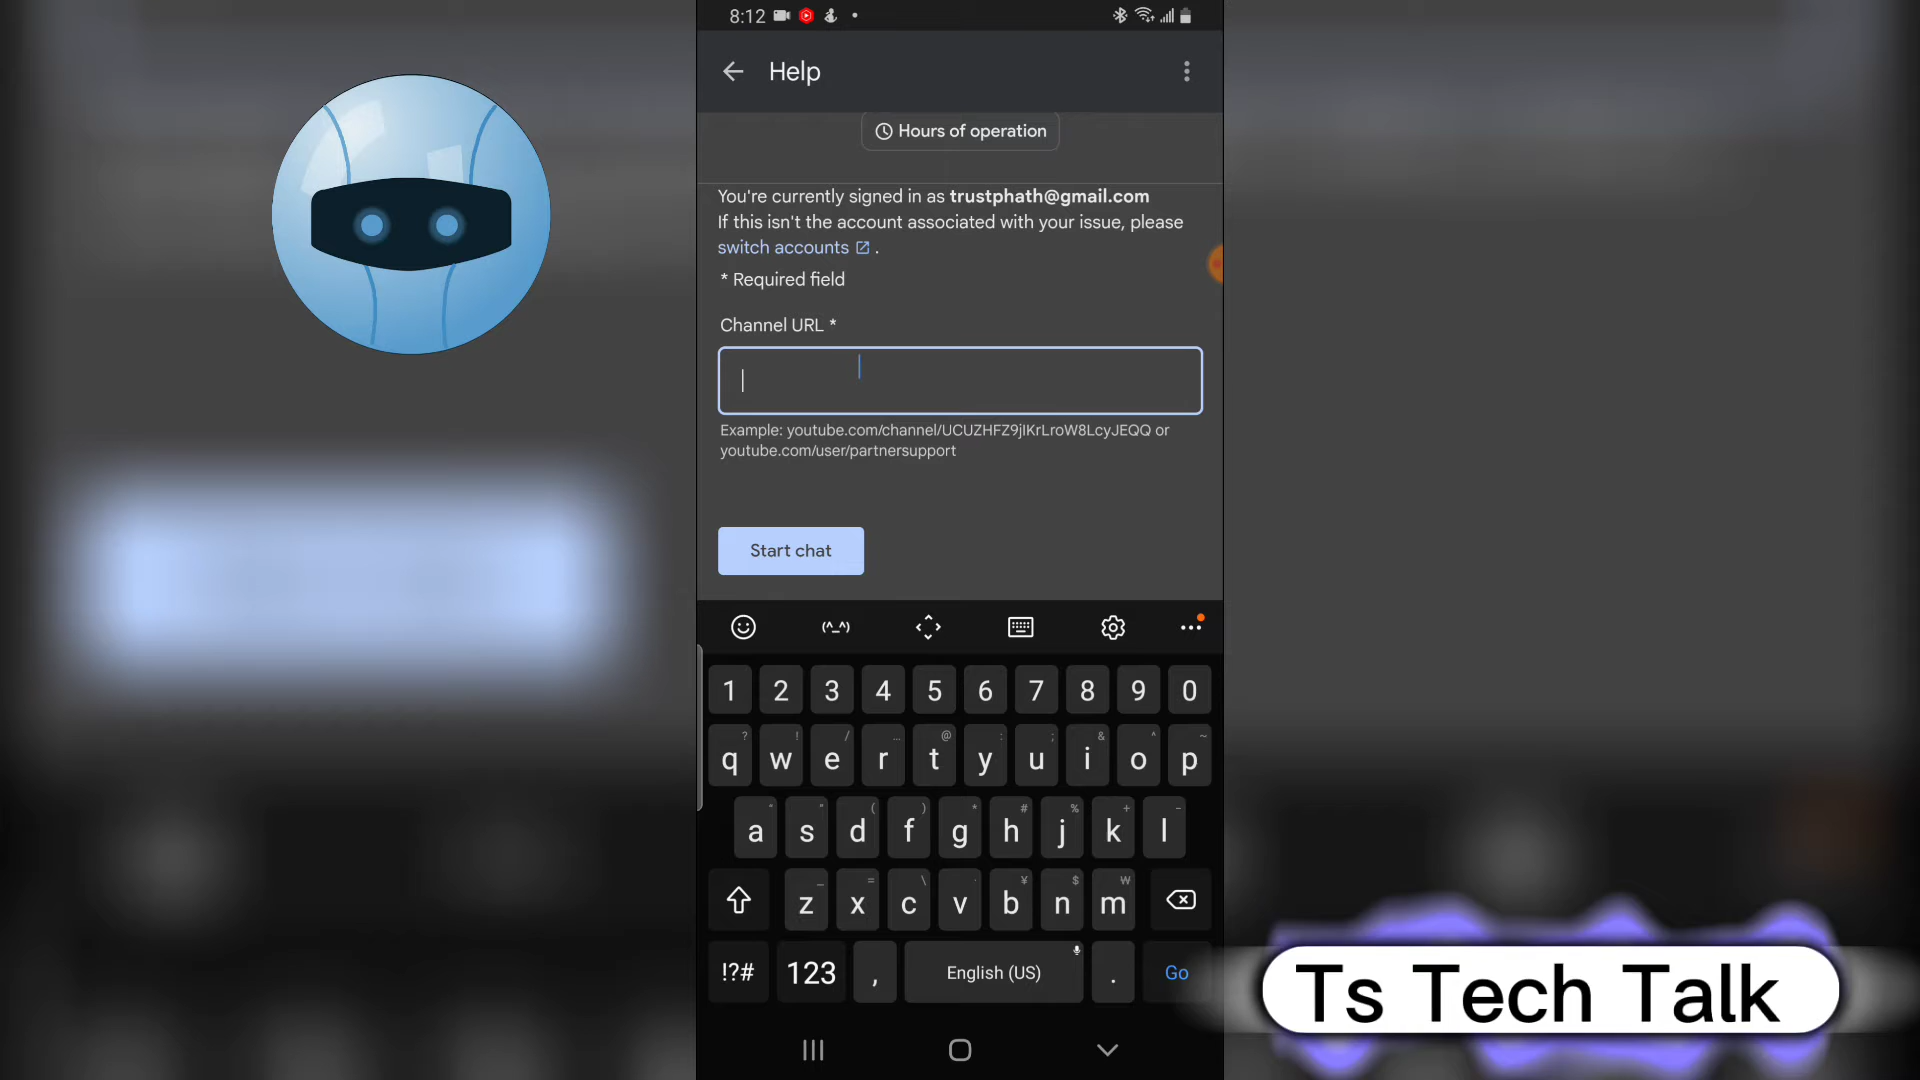 8:12
Help
Hours of operation
You're currently signed in as trustphath@gmail.com
If this isn't the account associated with your issue, please
switch accounts .
* Required field
Channel URL *
Example: youtube.com/channel/UCUZHFZ9jIKrLroW8LcyJEQQ or
youtube.com/user/partnersupport
Start chat
(^_^)
1 2 3 4 5 6 7 8 9 0
q w e r t y u i o p
a s d f g h j k l
z x c v b n m
!?# 123 , English (US) . Go
Ts Tech Talk